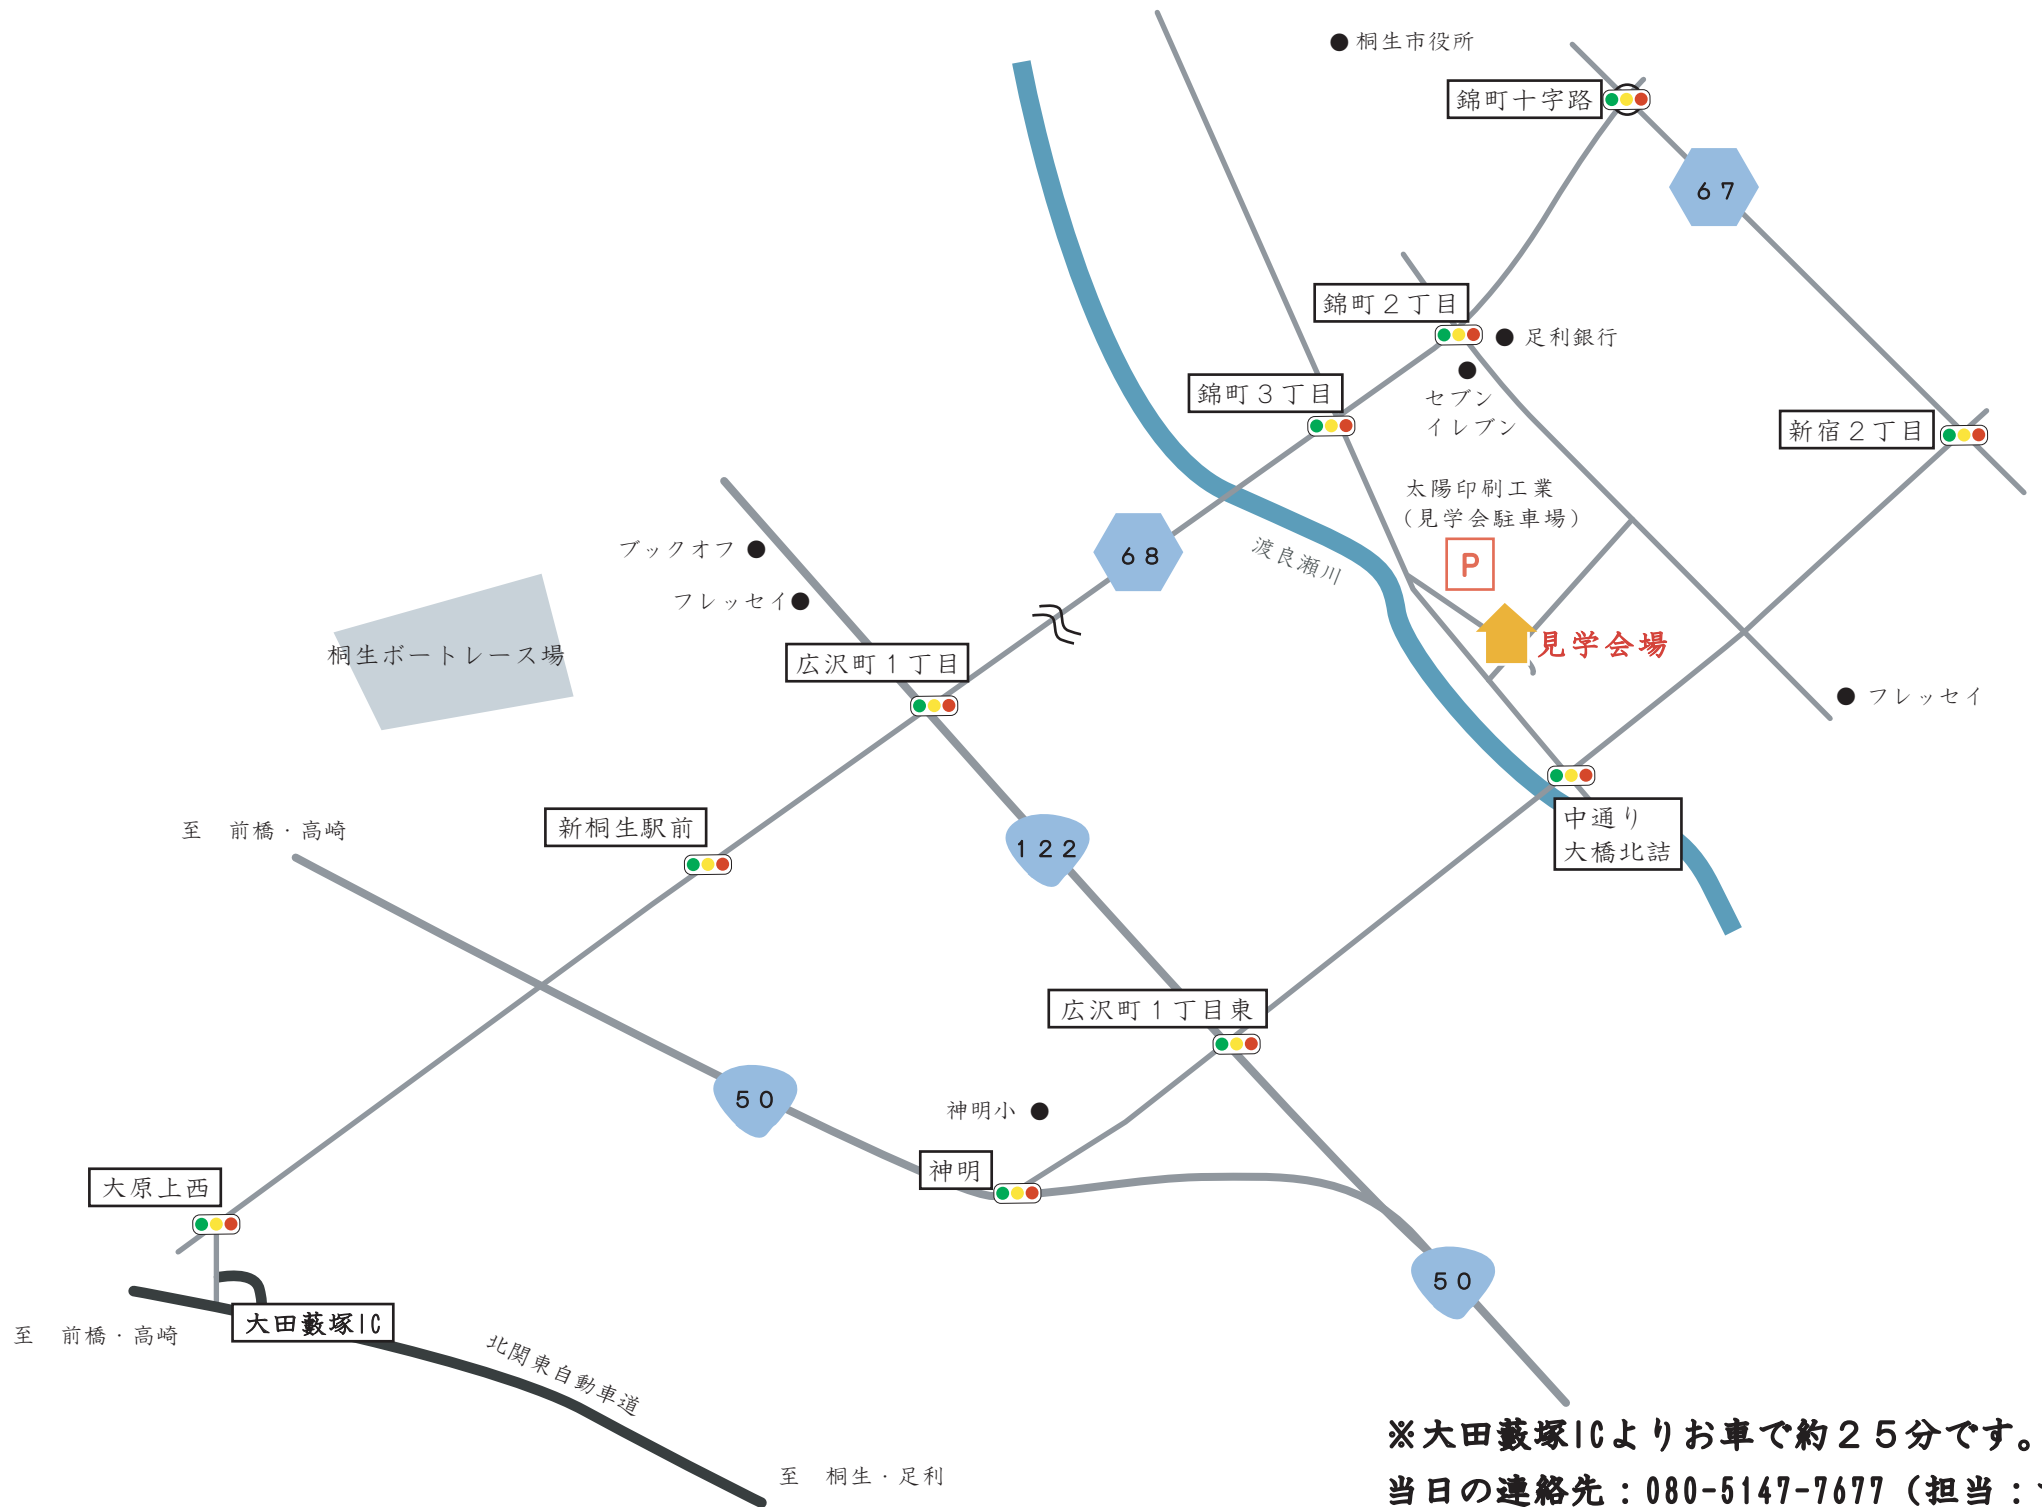 桐生市役所
錦町十字路
67
錦町2丁目
足利銀行
錦町3丁目
セブン
イレブン
新宿2丁目
太陽印刷工業
(見学会駐車場)
P
ブックオフ
68
渡良瀬川
フレッセイ
見学会場
桐生ボートレース場
広沢町1丁目
フレッセイ
至 前橋・高崎
新桐生駅前
122
中通り
大橋北詰
広沢町1丁目東
50
神明小
神明
大原上西
50
大田藪塚IC
至 前橋・高崎
北関東自動車道
至 桐生・足利
※大田藪塚ICよりお車で約25分です。
当日の連絡先:080-5147-7677(担当: